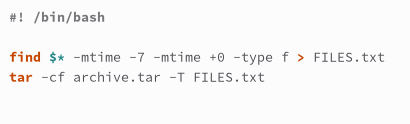 #! /bin/bash
find $* -mtime -7 -mtime +0 -type f > FILES.txt
tar -cf archive.tar -T FILES.txt